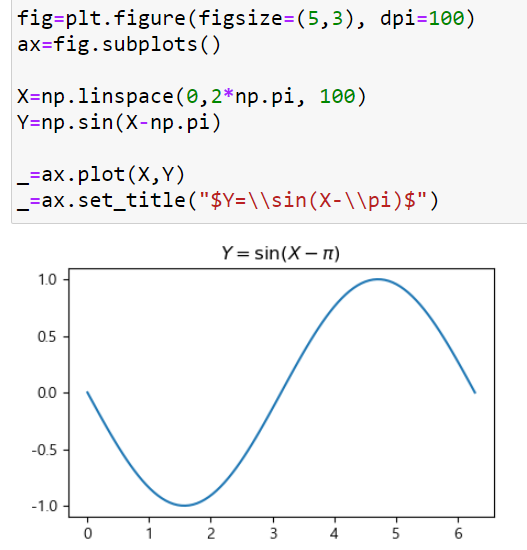 fig=plt.figure(figsize=(5,3), dpi=100)
ax=fig.subplots()
X=np.linspace(0,2*np.pi, 100)
Y=np.sin(X-np.pi)
_=ax.plot(X,Y)
_=ax.set_title("$Y=\\sin(X-\\pi)$")
Y = sin(X − π)
1.0
0.5
0.0
-0.5
-1.0
0 1 2 3 4 5 6